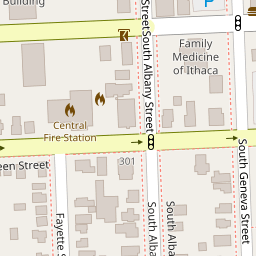 Building
P
Street
South Albany Street
Family
Medicine
of Ithaca
Central
Fire Station
301
een Street
South Geneva Street
Fayette S
South Alba
South Alba